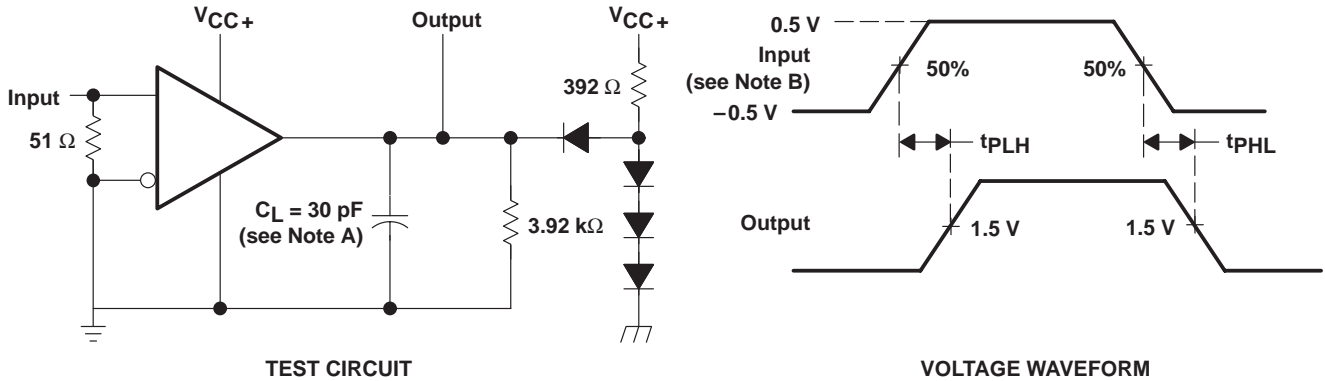 VCC+
Output
VCC+
392 Ω
Input
51 Ω
CL = 30 pF
(see Note A)
3.92 kΩ
TEST CIRCUIT
0.5 V
Input
(see Note B)
50%
50%
−0.5 V
tPLH
tPHL
Output
1.5 V
1.5 V
VOLTAGE WAVEFORM